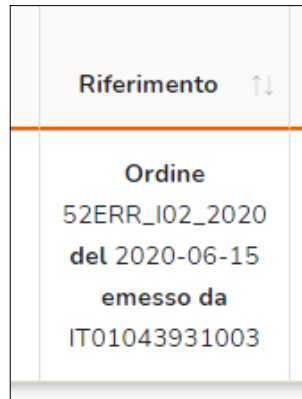 Riferimento ↑↓
Ordine
52ERR_I02_2020
del 2020-06-15
emesso da
IT01043931003